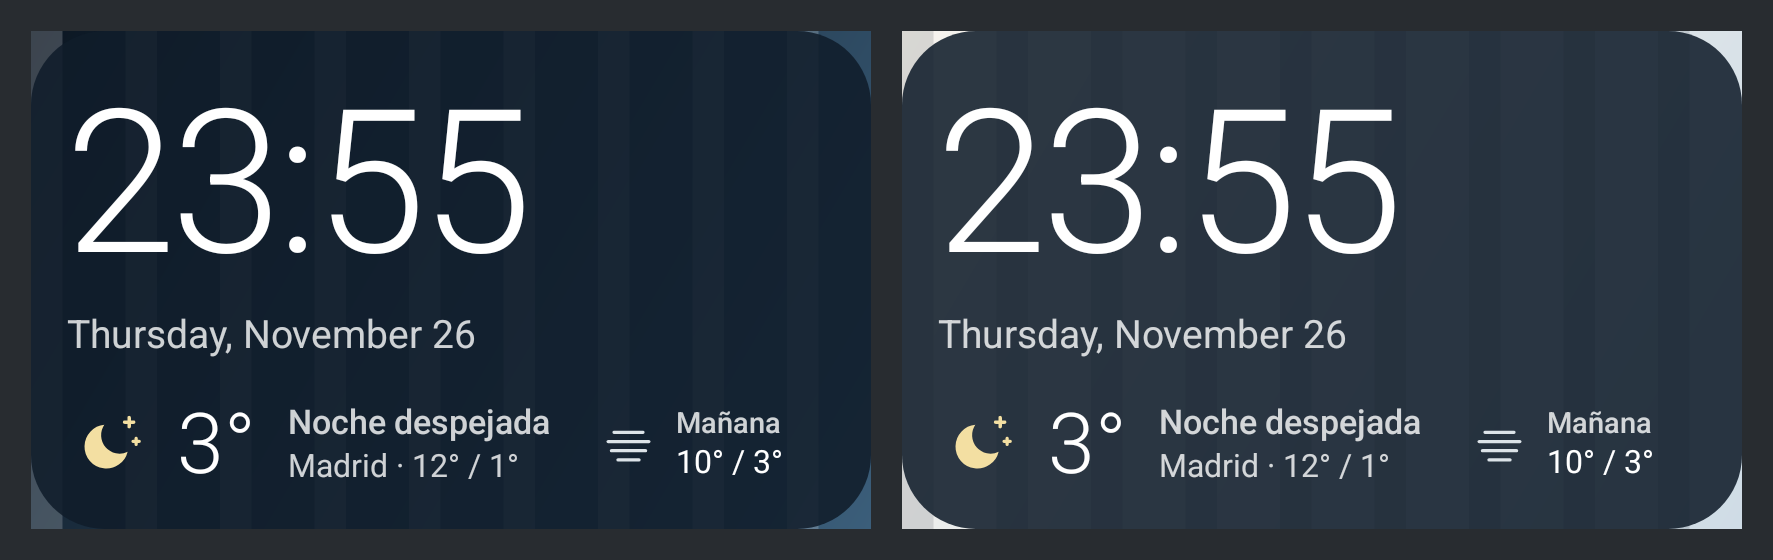 23:55
Thursday, November 26
3°
Noche despejada
Madrid · 12° / 1°
Mañana
10° / 3°
23:55
Thursday, November 26
3°
Noche despejada
Madrid · 12° / 1°
Mañana
10° / 3°